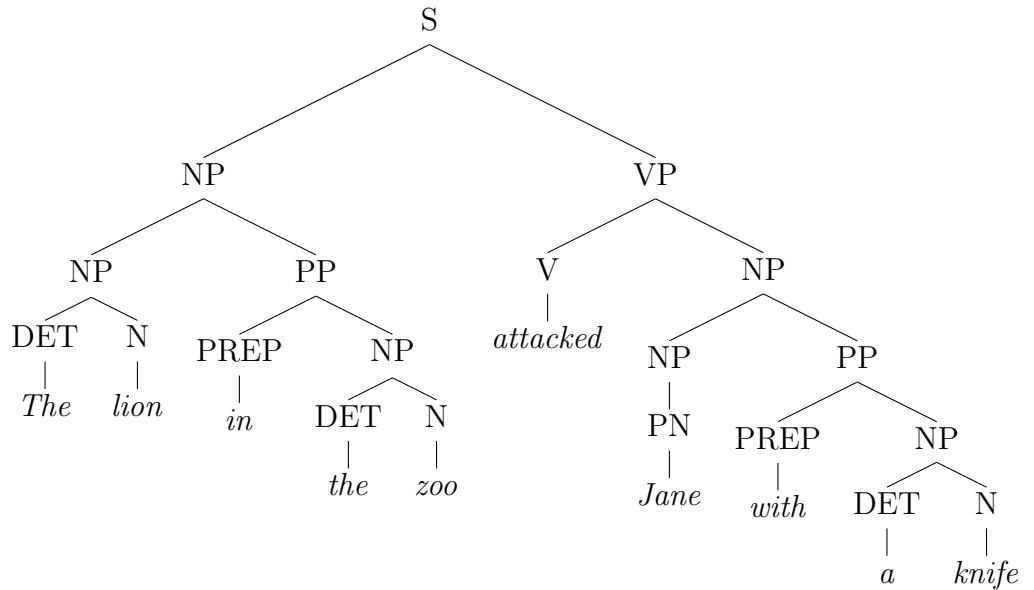 S
NP VP
NP PP V NP
DET N PREP NP attacked NP PP
The lion in DET N PN PREP NP
the zoo Jane with DET N
a knife